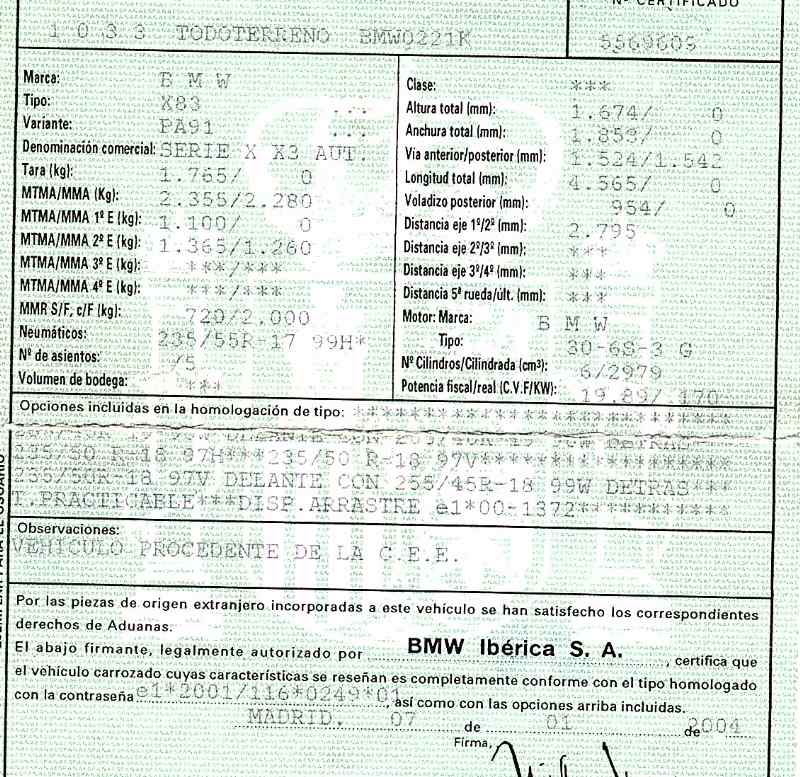 Nº CERTIFICADO
1033 TODOTERRENO BMW0221K 5569605
Marca: B M W
Tipo: X83 ...
Variante: PA91 ...
Denominación comercial: SERIE X X3 AUT.
Tara (kg): 1.765/ 0
MTMA/MMA (Kg): 2.355/2.280
MTMA/MMA 1º E (kg): 1.100/ 0
MTMA/MMA 2º E (kg): 1.365/1.260
MTMA/MMA 3º E (kg): ***/***
MTMA/MMA 4º E (kg): ***/***
MMR S/F, c/F (kg): 720/2.000
Neumáticos: 235/55R-17 99H*
Nº de asientos: /5
Volumen de bodega: ***
Clase: ***
Altura total (mm): 1.674/ 0
Anchura total (mm): 1.853/ 0
Via anterior/posterior (mm): 1.524/1.542
Longitud total (mm): 4.565/ 0
Voladizo posterior (mm): 954/ 0
Distancia eje 1º/2º (mm): 2.795
Distancia eje 2º/3º (mm): ***
Distancia eje 3º/4º (mm): ***
Distancia 5ª rueda/últ. (mm): ***
Motor: Marca: B M W
Tipo: 30-6S-3 G
Nº Cilindros/Cilindrada (cm³): 6/2979
Potencia fiscal/real (C.V.F/KW): 19,89/ 170
Opciones incluidas en la homologación de tipo: **************************
DELANTE CON DETRAS
235/50 R-18 97H***235/50 R-18 97V*****************
235/50R-18 97V DELANTE CON 255/45R-18 99W DETRAS***
T.PRACTICABLE***DISP.ARRASTRE e1*00-1372***********
Observaciones:
VEHICULO PROCEDENTE DE LA C.E.E.
Por las piezas de origen extranjero incorporadas a este vehículo se han satisfecho los correspondientes
derechos de Aduanas.
El abajo firmante, legalmente autorizado por BMW Ibérica S. A., certifica que
el vehículo carrozado cuyas características se reseñan es completamente conforme con el tipo homologado
con la contraseña e1*2001/116*0249*01, así como con las opciones arriba incluidas.
MADRID, 07 de 01 de 2004
Firma,